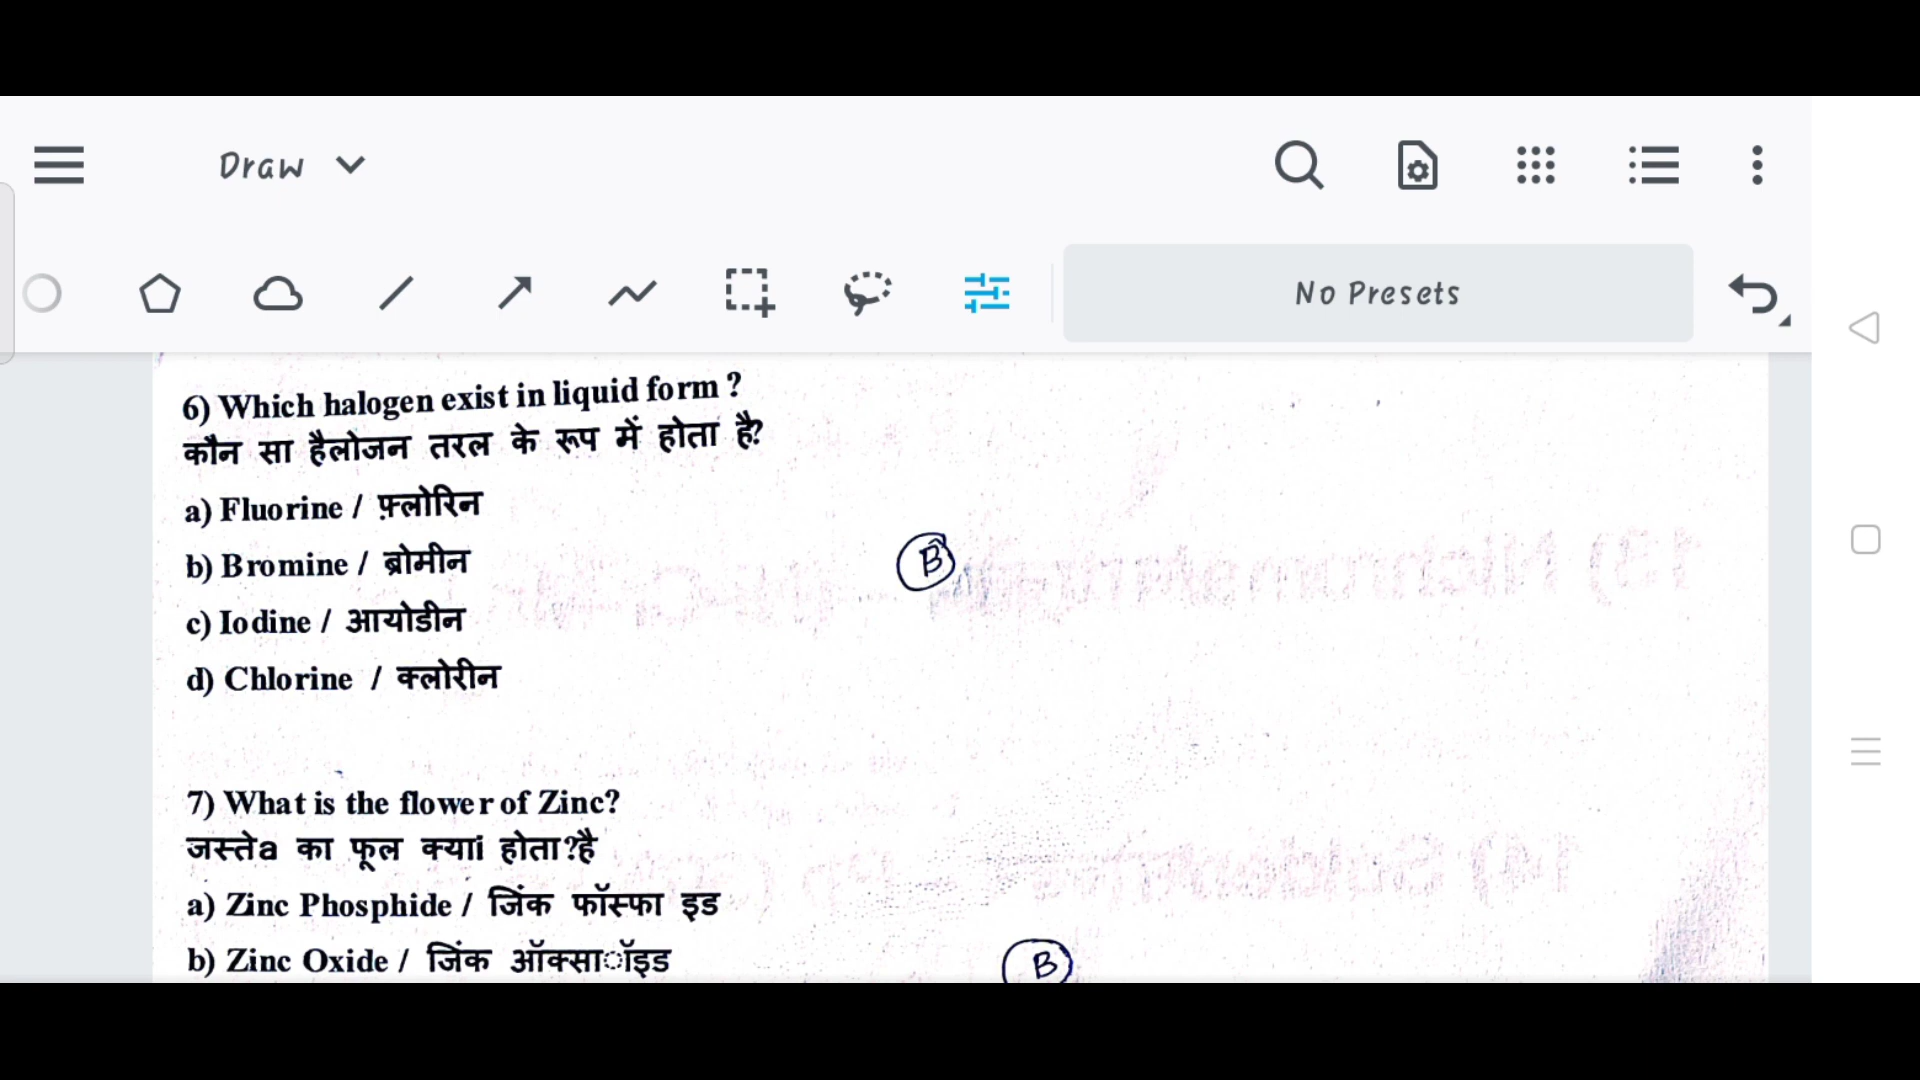 Draw
No Presets
6) Which halogen exist in liquid form ?
कौन सा हैलोजन तरल के रूप में होता है?
a) Fluorine / फ़्लोरिन
b) Bromine / ब्रोमीन
B
c) Iodine / आयोडीन
d) Chlorine / क्लोरीन
7) What is the flower of Zinc?
जस्तेa का फूल क्याi होता?है
a) Zinc Phosphide / जिंक फॉस्फा इड
b) Zinc Oxide / जिंक ऑक्साॉइड
B